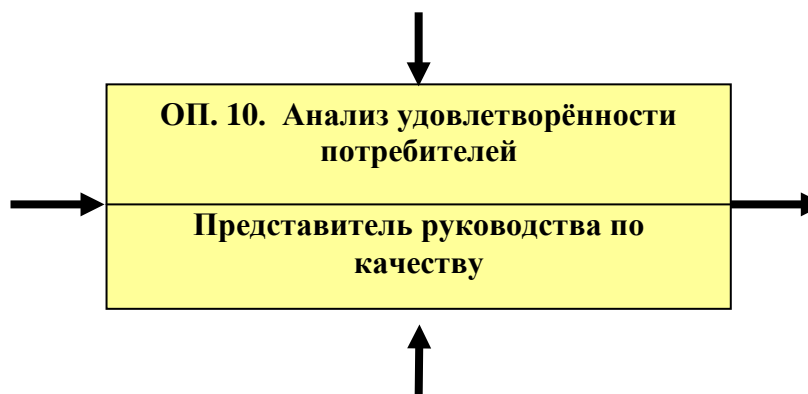 ОП. 10.  Анализ удовлетворённости
потребителей
Представитель руководства по
качеству